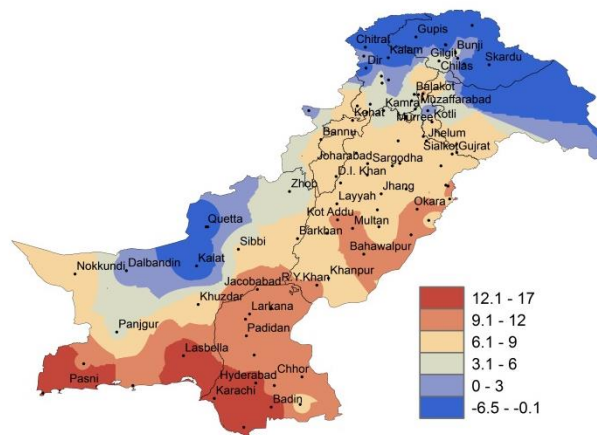 Gupis
Chitral
Kalam
Bunji
Gilgit
Skardu
Dir
Chilas
Balakot
Kamra
Muzaffarabad
Kohat
Murree
Kotli
Bannu
Jhelum
Sialkot
Gujrat
Joharabad
Sargodha
D.I. Khan
Zhob
Layyah
Jhang
Okara
Kot Addu
Multan
Quetta
Barkhan
Sibbi
Bahawalpur
Nokkundi
Dalbandin
Kalat
R.Y.Khan
Khanpur
Jacobabad
Khuzdar
Larkana
Panjgur
Padidan
Lasbella
Pasni
Hyderabad
Chhor
Karachi
Badin
12.1 - 17
9.1 - 12
6.1 - 9
3.1 - 6
0 - 3
-6.5 - -0.1